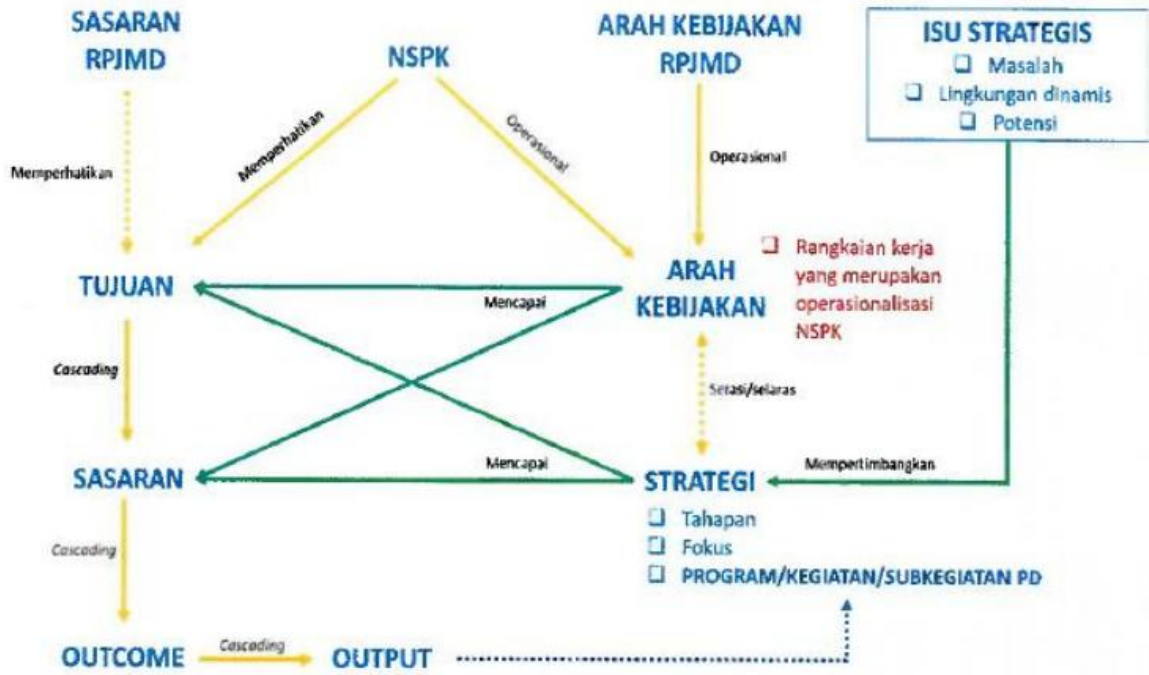 SASARAN
RPJMD
NSPK
ARAH KEBIJAKAN
RPJMD
ISU STRATEGIS
❑ Masalah
❑ Lingkungan dinamis
❑ Potensi
Memperhatikan
Memperhatikan
Operasional
Operasional
TUJUAN
Mencapai
ARAH
KEBIJAKAN
❑ Rangkaian kerja
yang merupakan
operasionalisasi
NSPK
Cascading
Serasi/selaras
SASARAN
Mencapai
STRATEGI
Mempertimbangkan
❑ Tahapan
❑ Fokus
❑ PROGRAM/KEGIATAN/SUBKEGIATAN PD
Cascading
OUTCOME
Cascading
OUTPUT